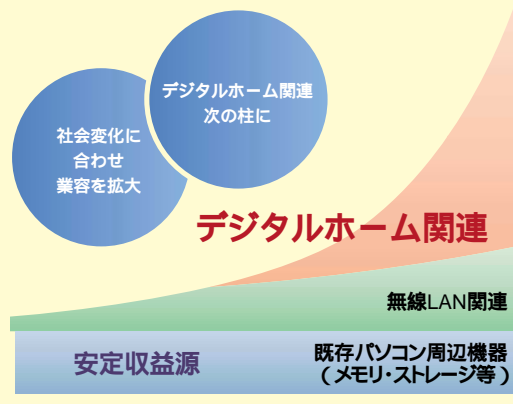 デジタルホーム関連
次の柱に
社会変化に
合わせ
業容を拡大
デジタルホーム関連
無線LAN関連
安定収益源
既存パソコン周辺機器
(メモリ・ストレージ等)